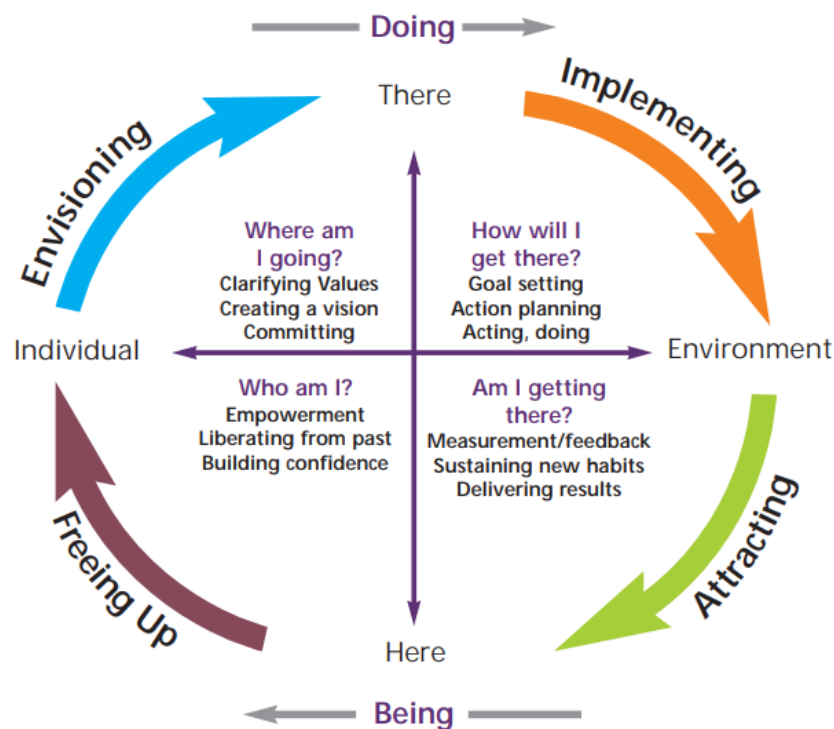 Doing
There
Envisioning
Implementing
Where am
I going?
Clarifying Values
Creating a vision
Committing
How will I
get there?
Goal setting
Action planning
Acting, doing
Individual
Environment
Who am I?
Empowerment
Liberating from past
Building confidence
Am I getting
there?
Measurement/feedback
Sustaining new habits
Delivering results
Freeing Up
Attracting
Here
Being